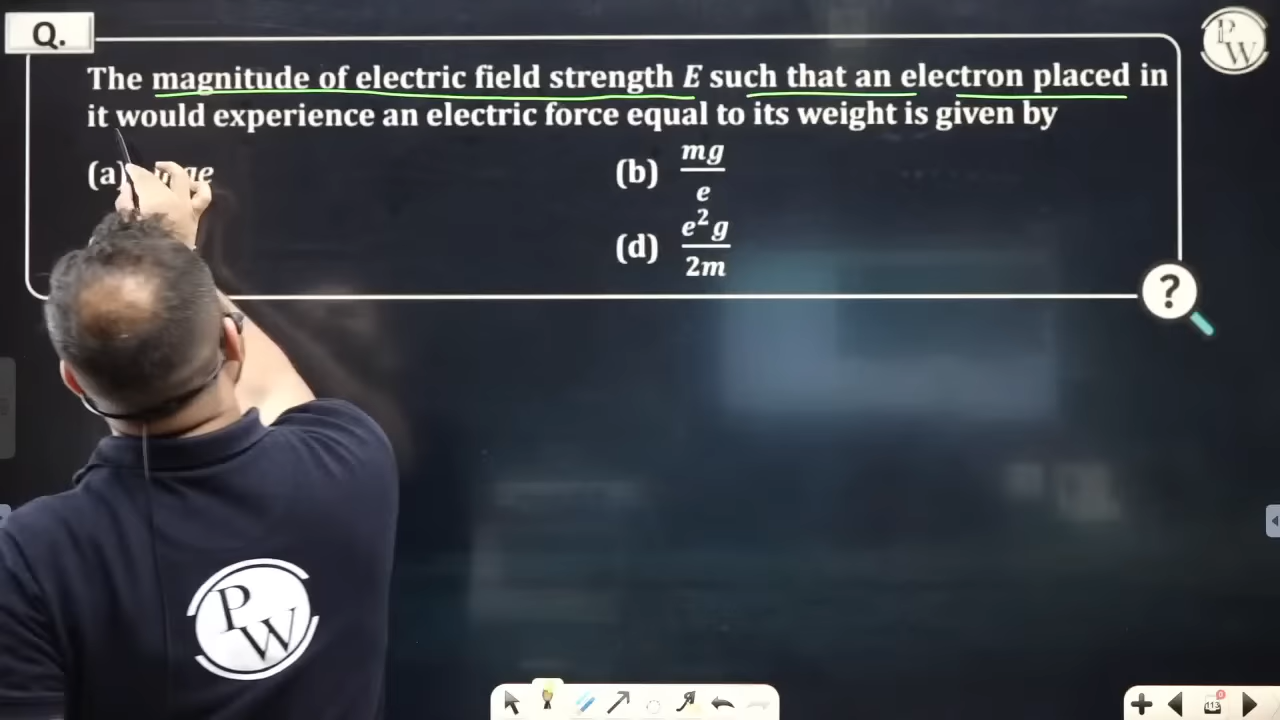 Q.
The magnitude of electric field strength E such that an electron placed in
it would experience an electric force equal to its weight is given by
(a)
(b) mg/e
(d) e²g/2m
?
PW
PW